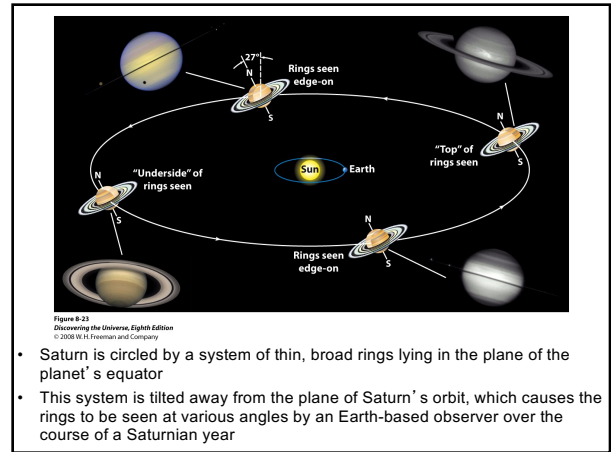 27°
N
Rings seen
edge-on
S
N
"Top" of
rings seen
S
"Underside" of
rings seen
N
S
Sun
Earth
N
Rings seen
edge-on
S
Figure 8-23
Discovering the Universe, Eighth Edition
© 2008 W. H. Freeman and Company
• Saturn is circled by a system of thin, broad rings lying in the plane of the
planet's equator
• This system is tilted away from the plane of Saturn's orbit, which causes the
rings to be seen at various angles by an Earth-based observer over the
course of a Saturnian year